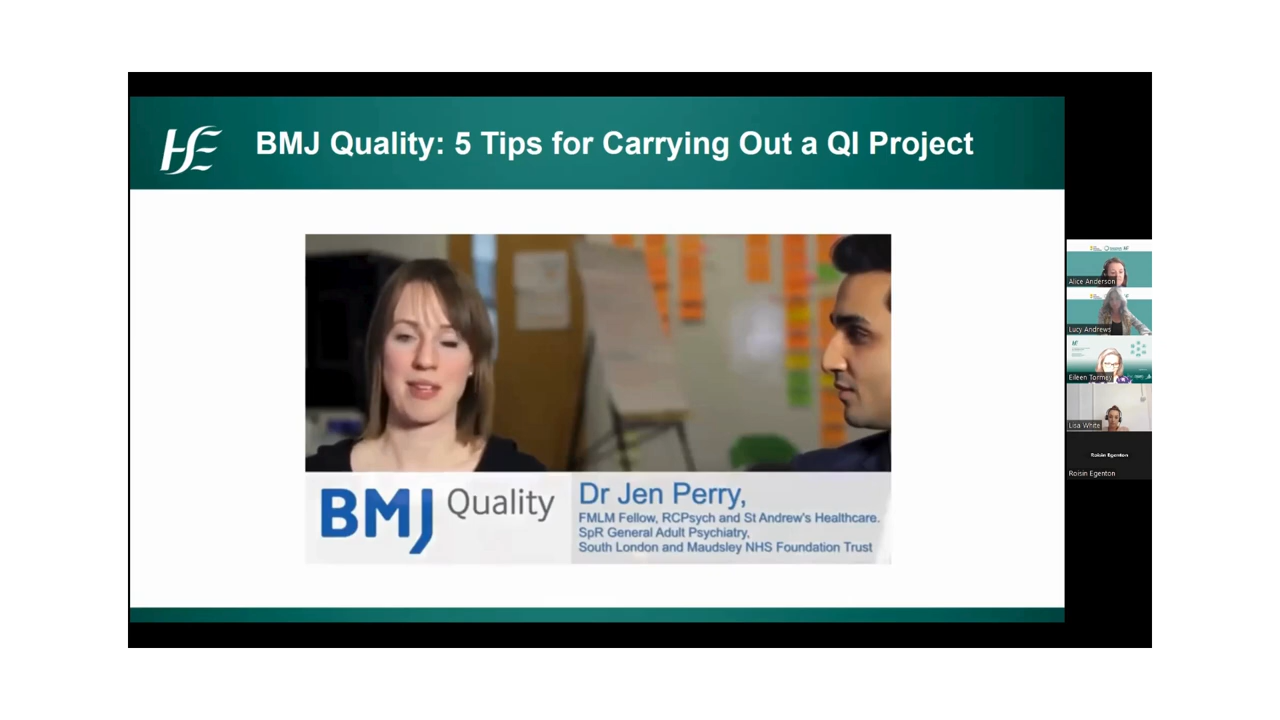 HSE
BMJ Quality: 5 Tips for Carrying Out a QI Project
BMJ Quality
Dr Jen Perry,
FMLM Fellow, RCPsych and St Andrew's Healthcare.
SpR General Adult Psychiatry,
South London and Maudsley NHS Foundation Trust
Alice Anderson
Lucy Andrews
Eileen Tormey
Lisa White
Roisin Egenton
Roisin Egenton